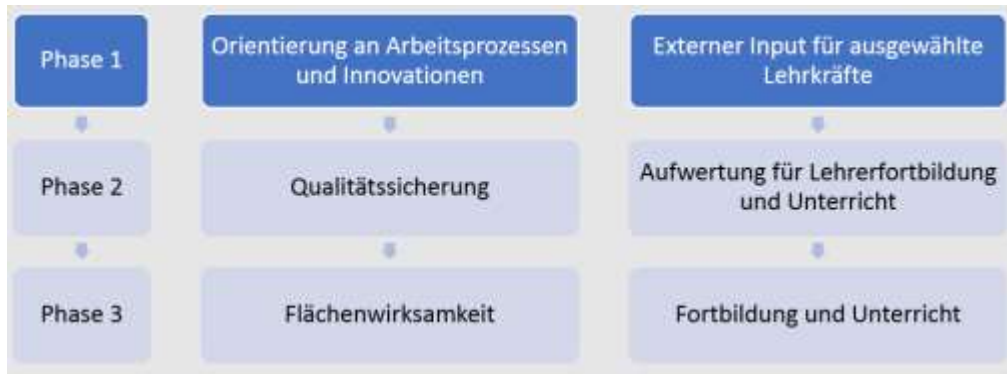 Phase 1
Orientierung an Arbeitsprozessen
und Innovationen
Externer Input für ausgewählte
Lehrkräfte
Phase 2
Qualitätssicherung
Aufwertung für Lehrerfortbildung
und Unterricht
Phase 3
Flächenwirksamkeit
Fortbildung und Unterricht